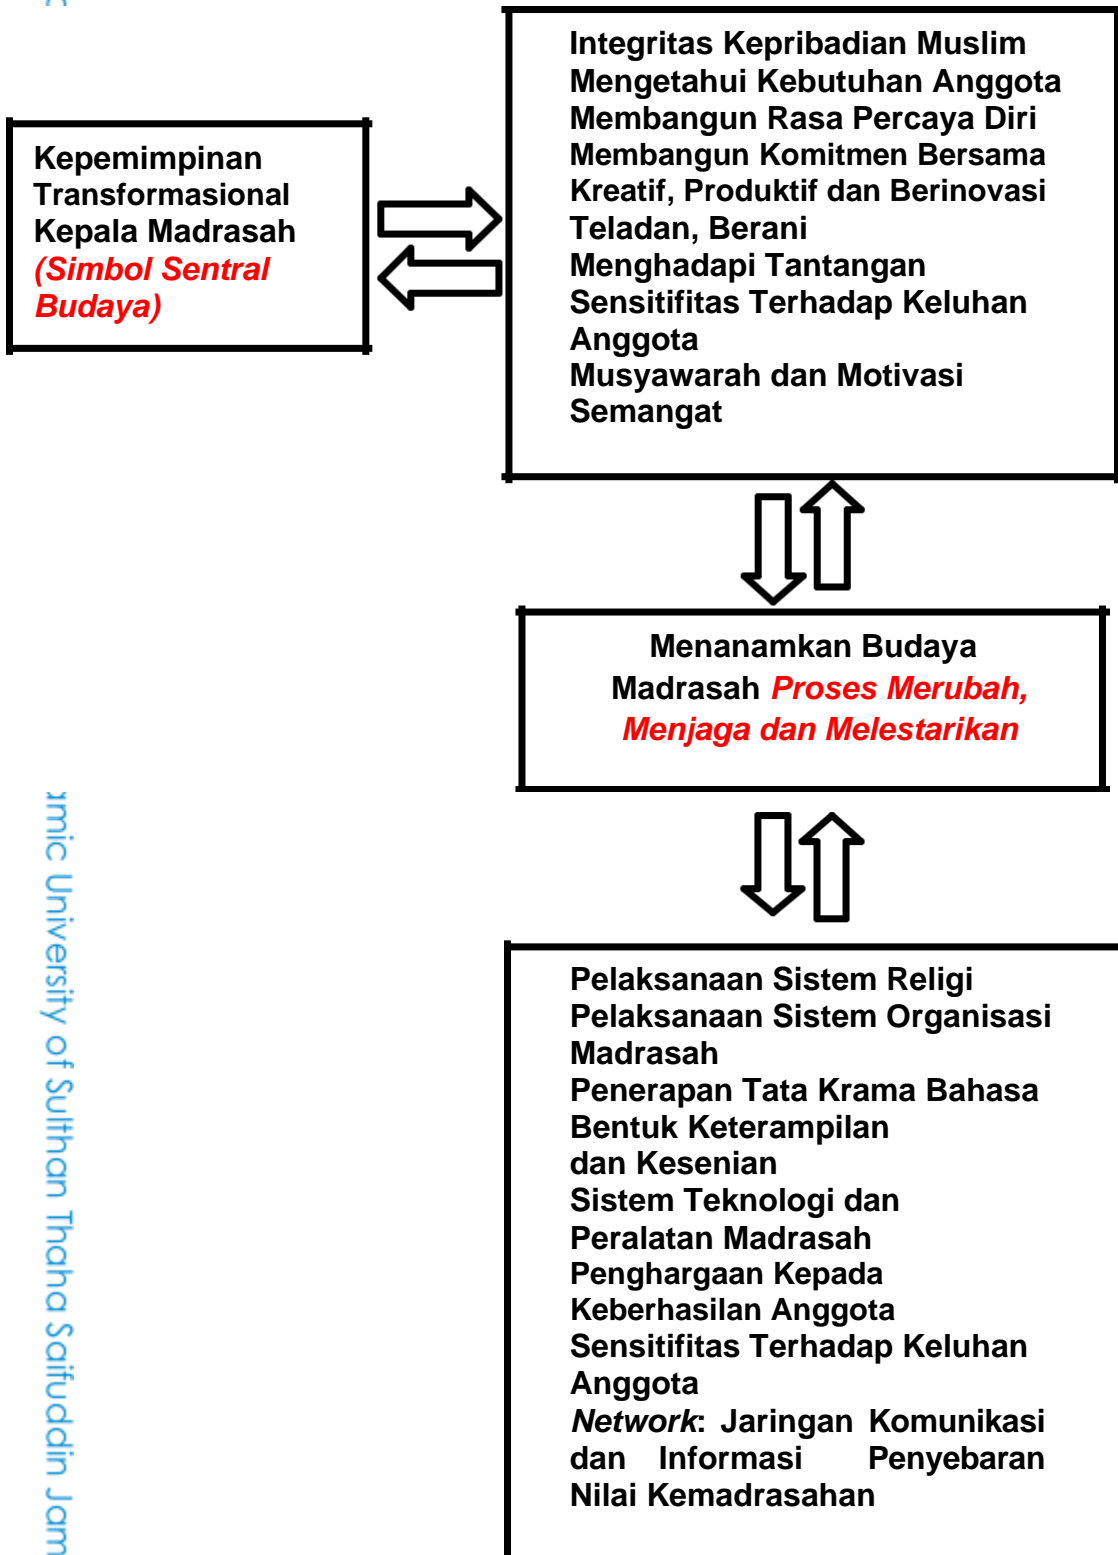 Kepemimpinan
Transformasional
Kepala Madrasah
(Simbol Sentral
Budaya)
Integritas Kepribadian Muslim
Mengetahui Kebutuhan Anggota
Membangun Rasa Percaya Diri
Membangun Komitmen Bersama
Kreatif, Produktif dan Berinovasi
Teladan, Berani
Menghadapi Tantangan
Sensitifitas Terhadap Keluhan
Anggota
Musyawarah dan Motivasi
Semangat
Menanamkan Budaya
Madrasah Proses Merubah,
Menjaga dan Melestarikan
Pelaksanaan Sistem Religi
Pelaksanaan Sistem Organisasi
Madrasah
Penerapan Tata Krama Bahasa
Bentuk Keterampilan
dan Kesenian
Sistem Teknologi dan
Peralatan Madrasah
Penghargaan Kepada
Keberhasilan Anggota
Sensitifitas Terhadap Keluhan
Anggota
Network: Jaringan Komunikasi
dan Informasi Penyebaran
Nilai Kemadrasahan
University of Sulthan Thaha Saifuddin